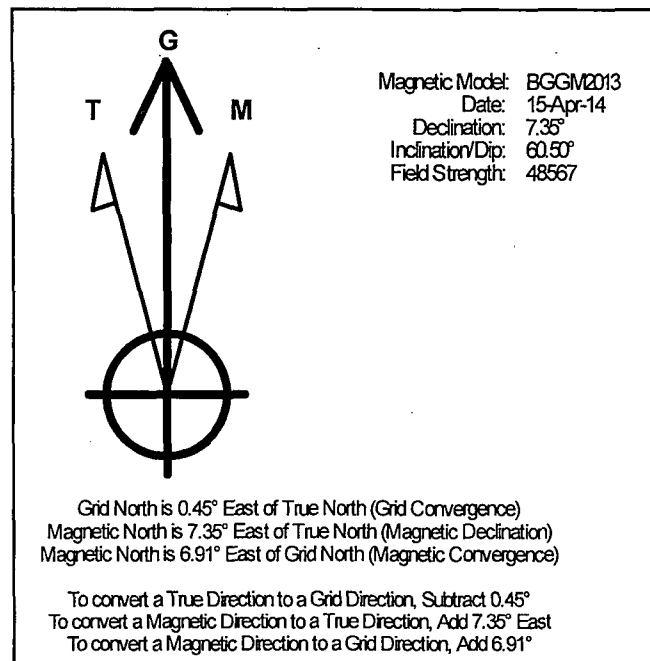 G
T M
Magnetic Model: BGGM2013
Date: 15-Apr-14
Declination: 7.35°
Inclination/Dip: 60.50°
Field Strength: 48567
Grid North is 0.45° East of True North (Grid Convergence)
Magnetic North is 7.35° East of True North (Magnetic Declination)
Magnetic North is 6.91° East of Grid North (Magnetic Convergence)
To convert a True Direction to a Grid Direction, Subtract 0.45°
To convert a Magnetic Direction to a True Direction, Add 7.35° East
To convert a Magnetic Direction to a Grid Direction, Add 6.91°